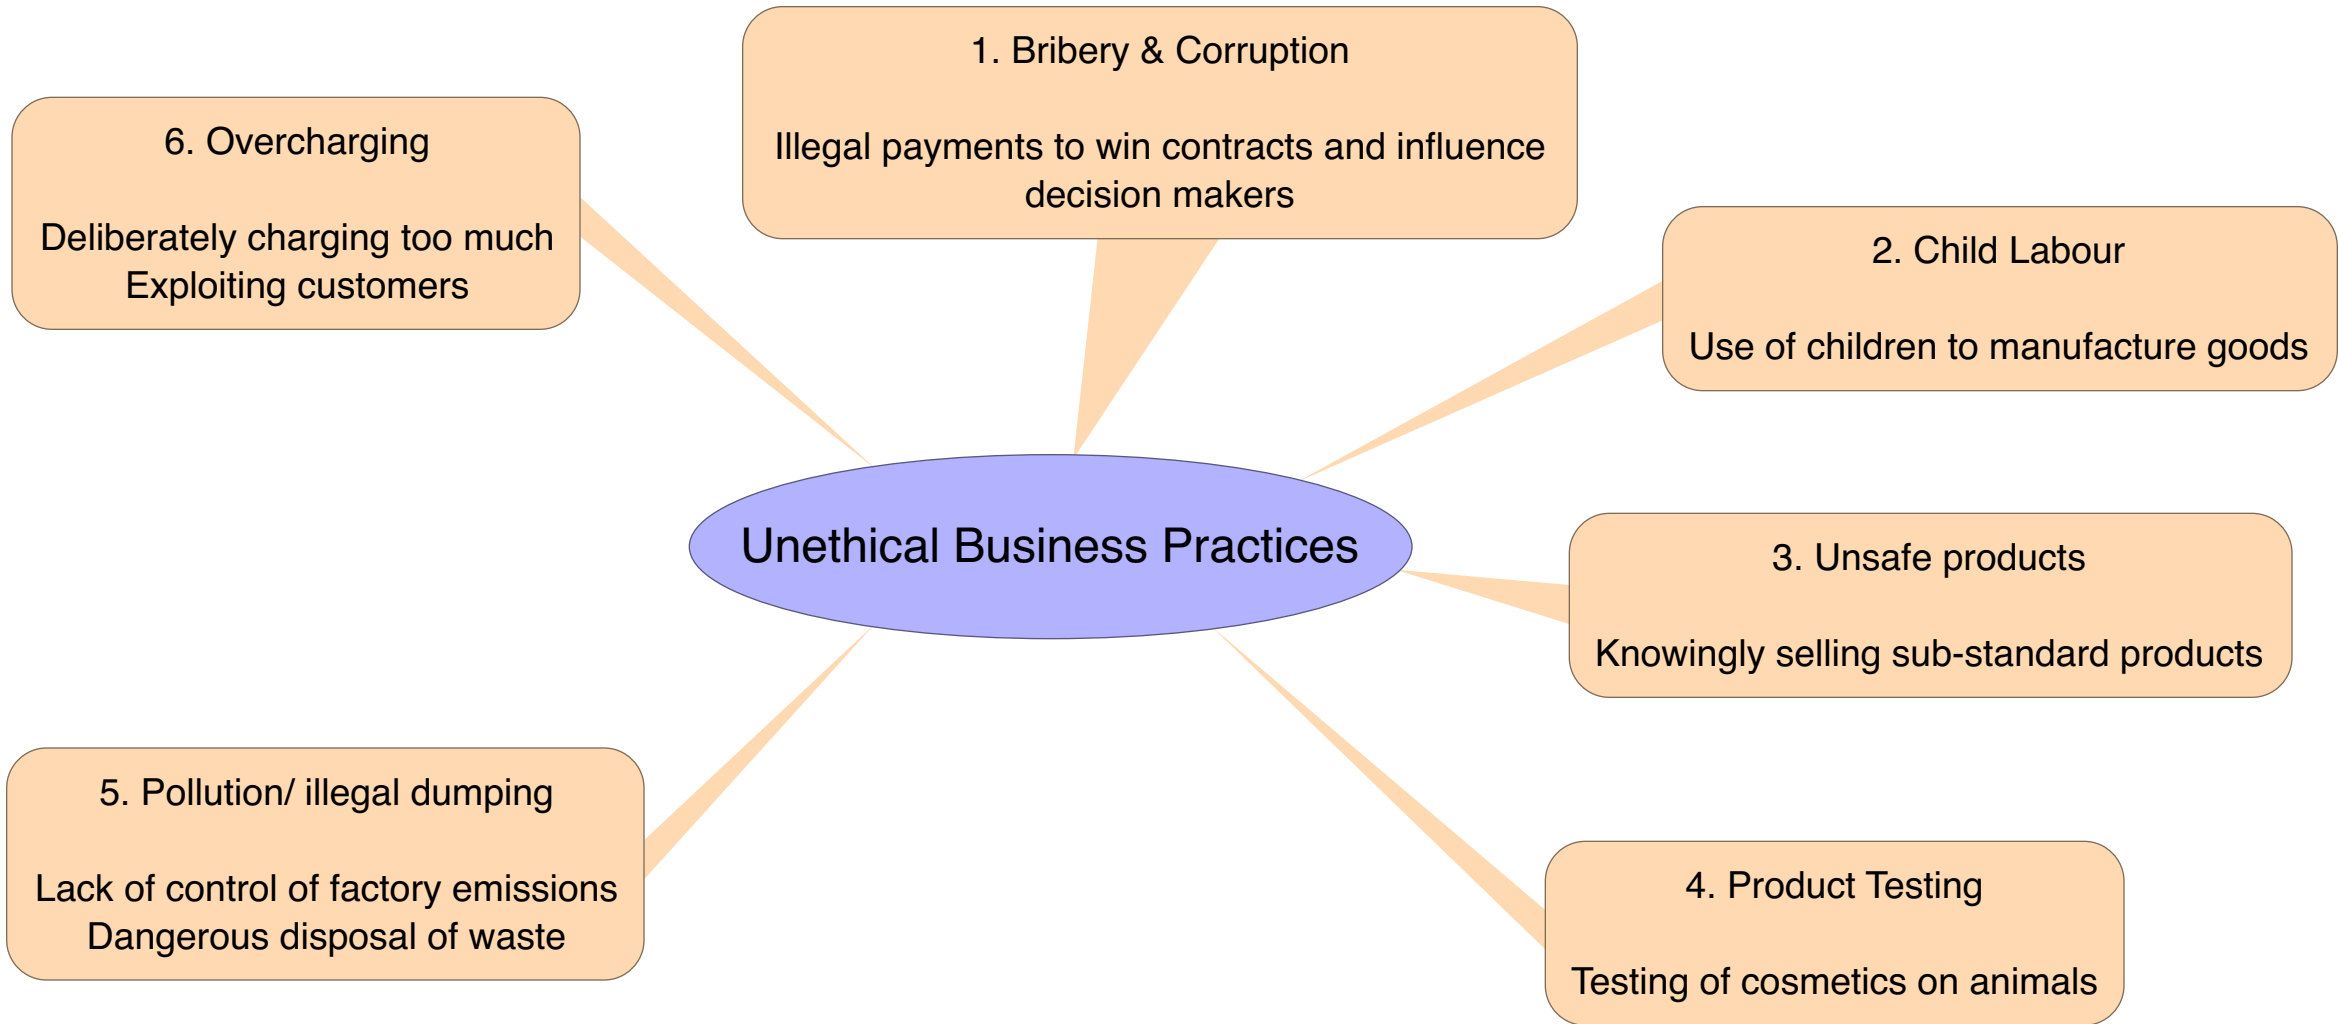 1. Bribery & Corruption
Illegal payments to win contracts and influence
decision makers
2. Child Labour
Use of children to manufacture goods
3. Unsafe products
Knowingly selling sub-standard products
4. Product Testing
Testing of cosmetics on animals
5. Pollution/ illegal dumping
Lack of control of factory emissions
Dangerous disposal of waste
6. Overcharging
Deliberately charging too much
Exploiting customers
Unethical Business Practices